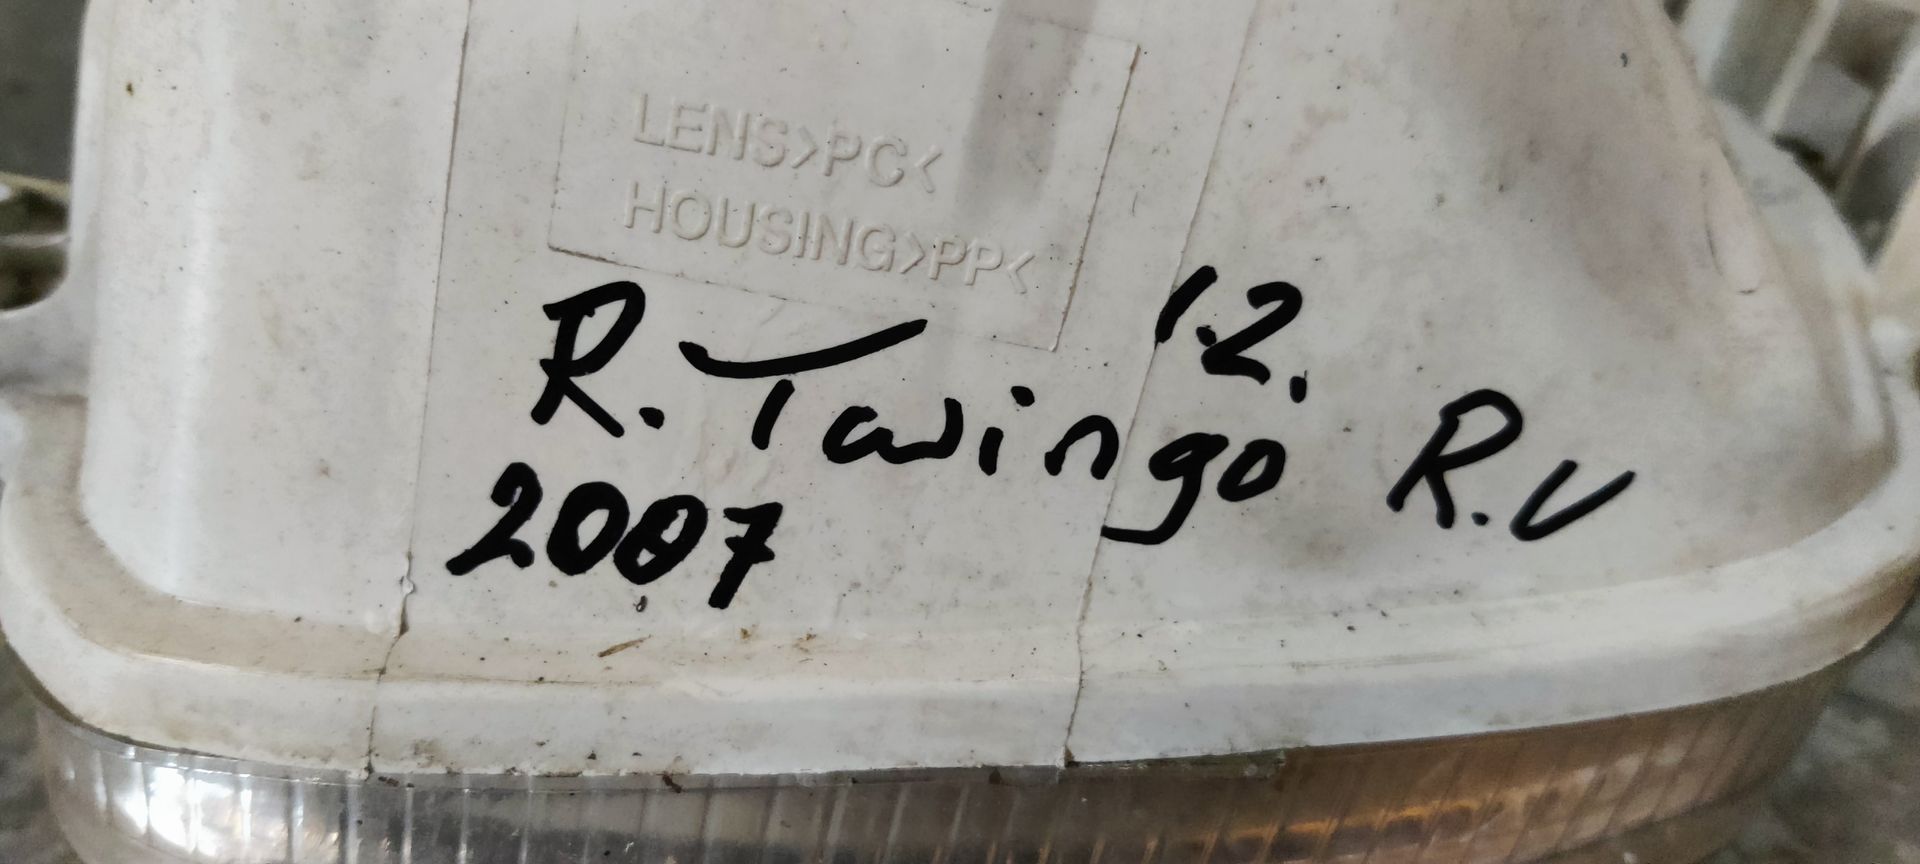 LENS>PC<
HOUSING>PP<
R. Twingo 1.2. R.V
2007